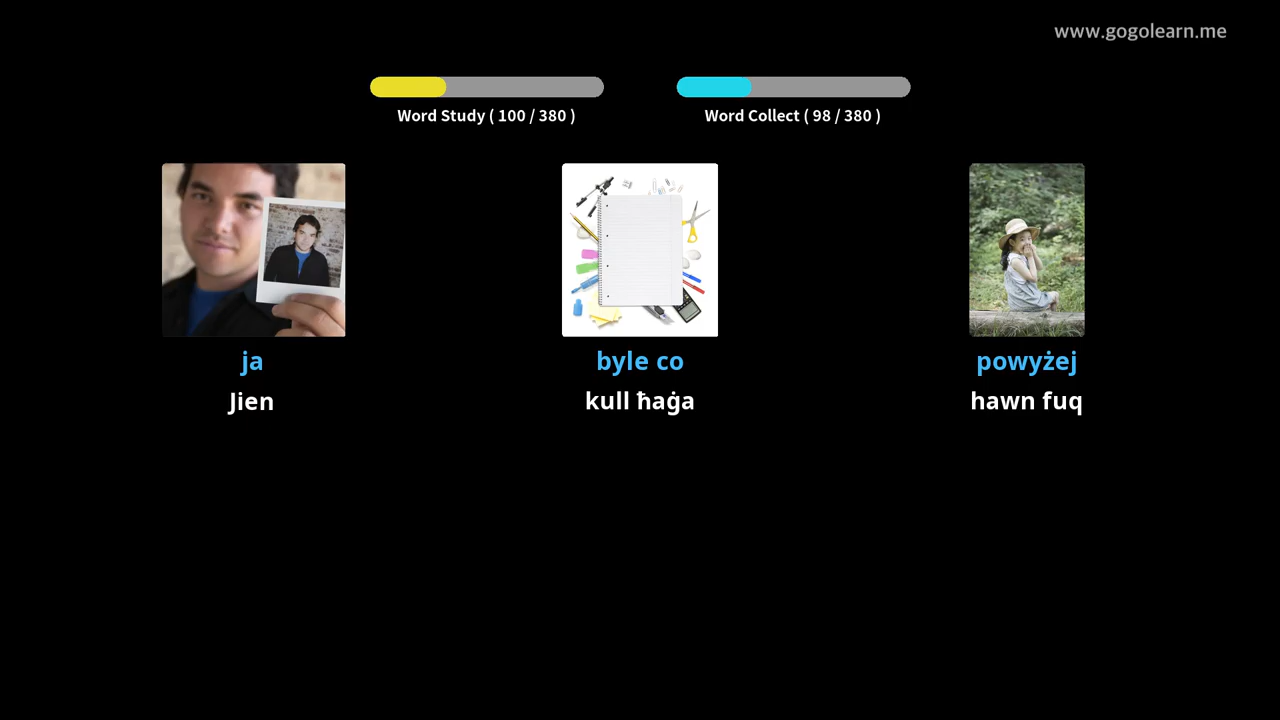 www.gogolearn.me
Word Study ( 100 / 380 )
Word Collect ( 98 / 380 )
ja
Jien
byle co
kull ħaġa
powyżej
hawn fuq